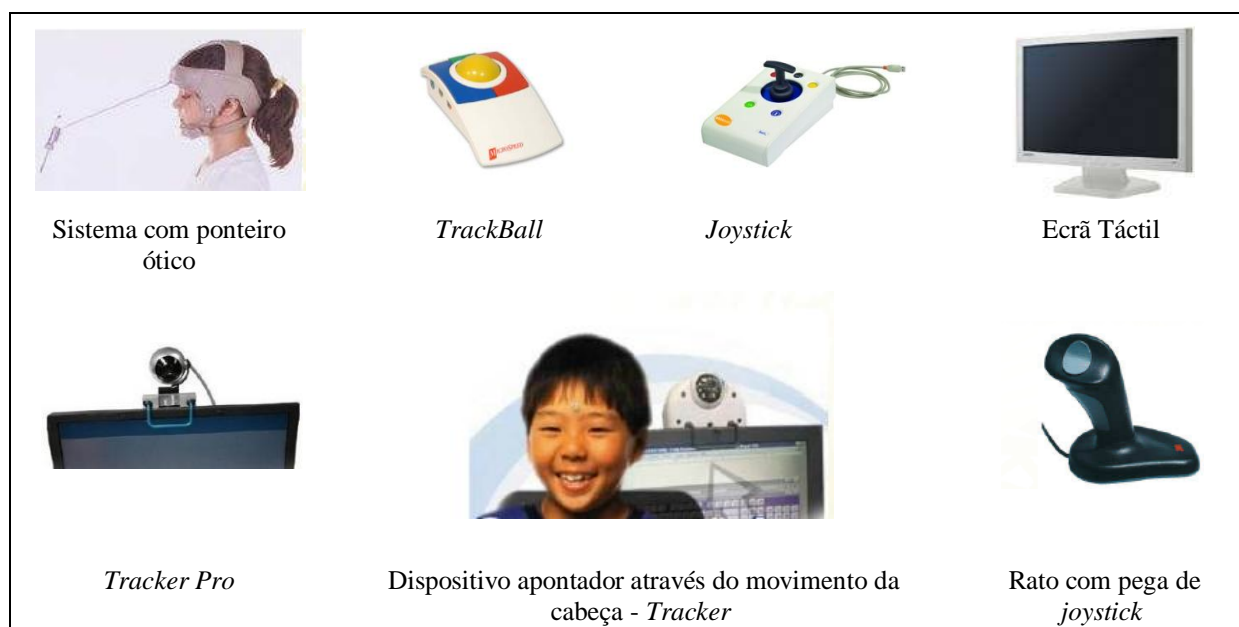 MICROSPEED
Sistema com ponteiro
ótico
TrackBall
Joystick
Ecrã Táctil
Tracker Pro
Dispositivo apontador através do movimento da
cabeça - Tracker
Rato com pega de
joystick